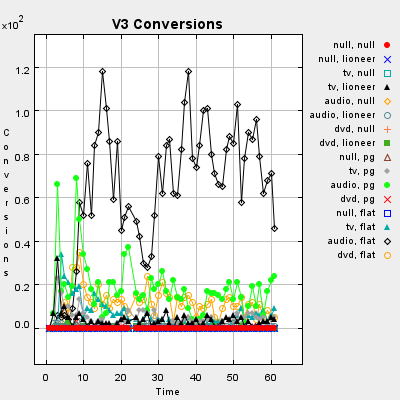 V3 Conversions
×10²
1.2
1.0
0.8
0.6
0.4
0.2
0.0
Conversions
0
10
20
30
40
50
60
Time
null, null
null, lioneer
tv, null
tv, lioneer
audio, null
audio, lioneer
dvd, null
dvd, lioneer
null, pg
tv, pg
audio, pg
dvd, pg
null, flat
tv, flat
audio, flat
dvd, flat